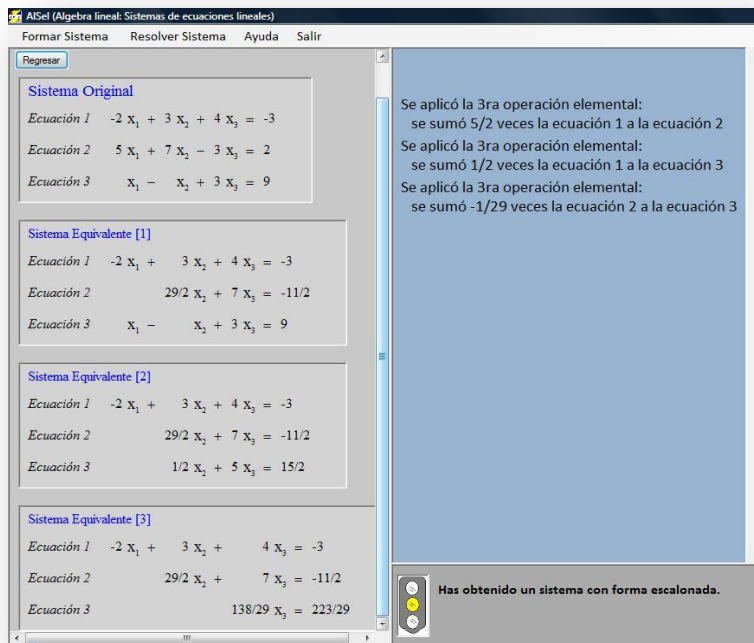 AlSel (Algebra lineal: Sistemas de ecuaciones lineales)
Formar Sistema Resolver Sistema Ayuda Salir
Regresar
Sistema Original
Ecuación 1 -2 x₁ + 3 x₂ + 4 x₃ = -3
Ecuación 2 5 x₁ + 7 x₂ − 3 x₃ = 2
Ecuación 3 x₁ − x₂ + 3 x₃ = 9
Sistema Equivalente [1]
Ecuación 1 -2 x₁ + 3 x₂ + 4 x₃ = -3
Ecuación 2 29/2 x₂ + 7 x₃ = -11/2
Ecuación 3 x₁ − x₂ + 3 x₃ = 9
Sistema Equivalente [2]
Ecuación 1 -2 x₁ + 3 x₂ + 4 x₃ = -3
Ecuación 2 29/2 x₂ + 7 x₃ = -11/2
Ecuación 3 1/2 x₂ + 5 x₃ = 15/2
Sistema Equivalente [3]
Ecuación 1 -2 x₁ + 3 x₂ + 4 x₃ = -3
Ecuación 2 29/2 x₂ + 7 x₃ = -11/2
Ecuación 3 138/29 x₃ = 223/29
Se aplicó la 3ra operación elemental:
se sumó 5/2 veces la ecuación 1 a la ecuación 2
Se aplicó la 3ra operación elemental:
se sumó 1/2 veces la ecuación 1 a la ecuación 3
Se aplicó la 3ra operación elemental:
se sumó -1/29 veces la ecuación 2 a la ecuación 3
Has obtenido un sistema con forma escalonada.